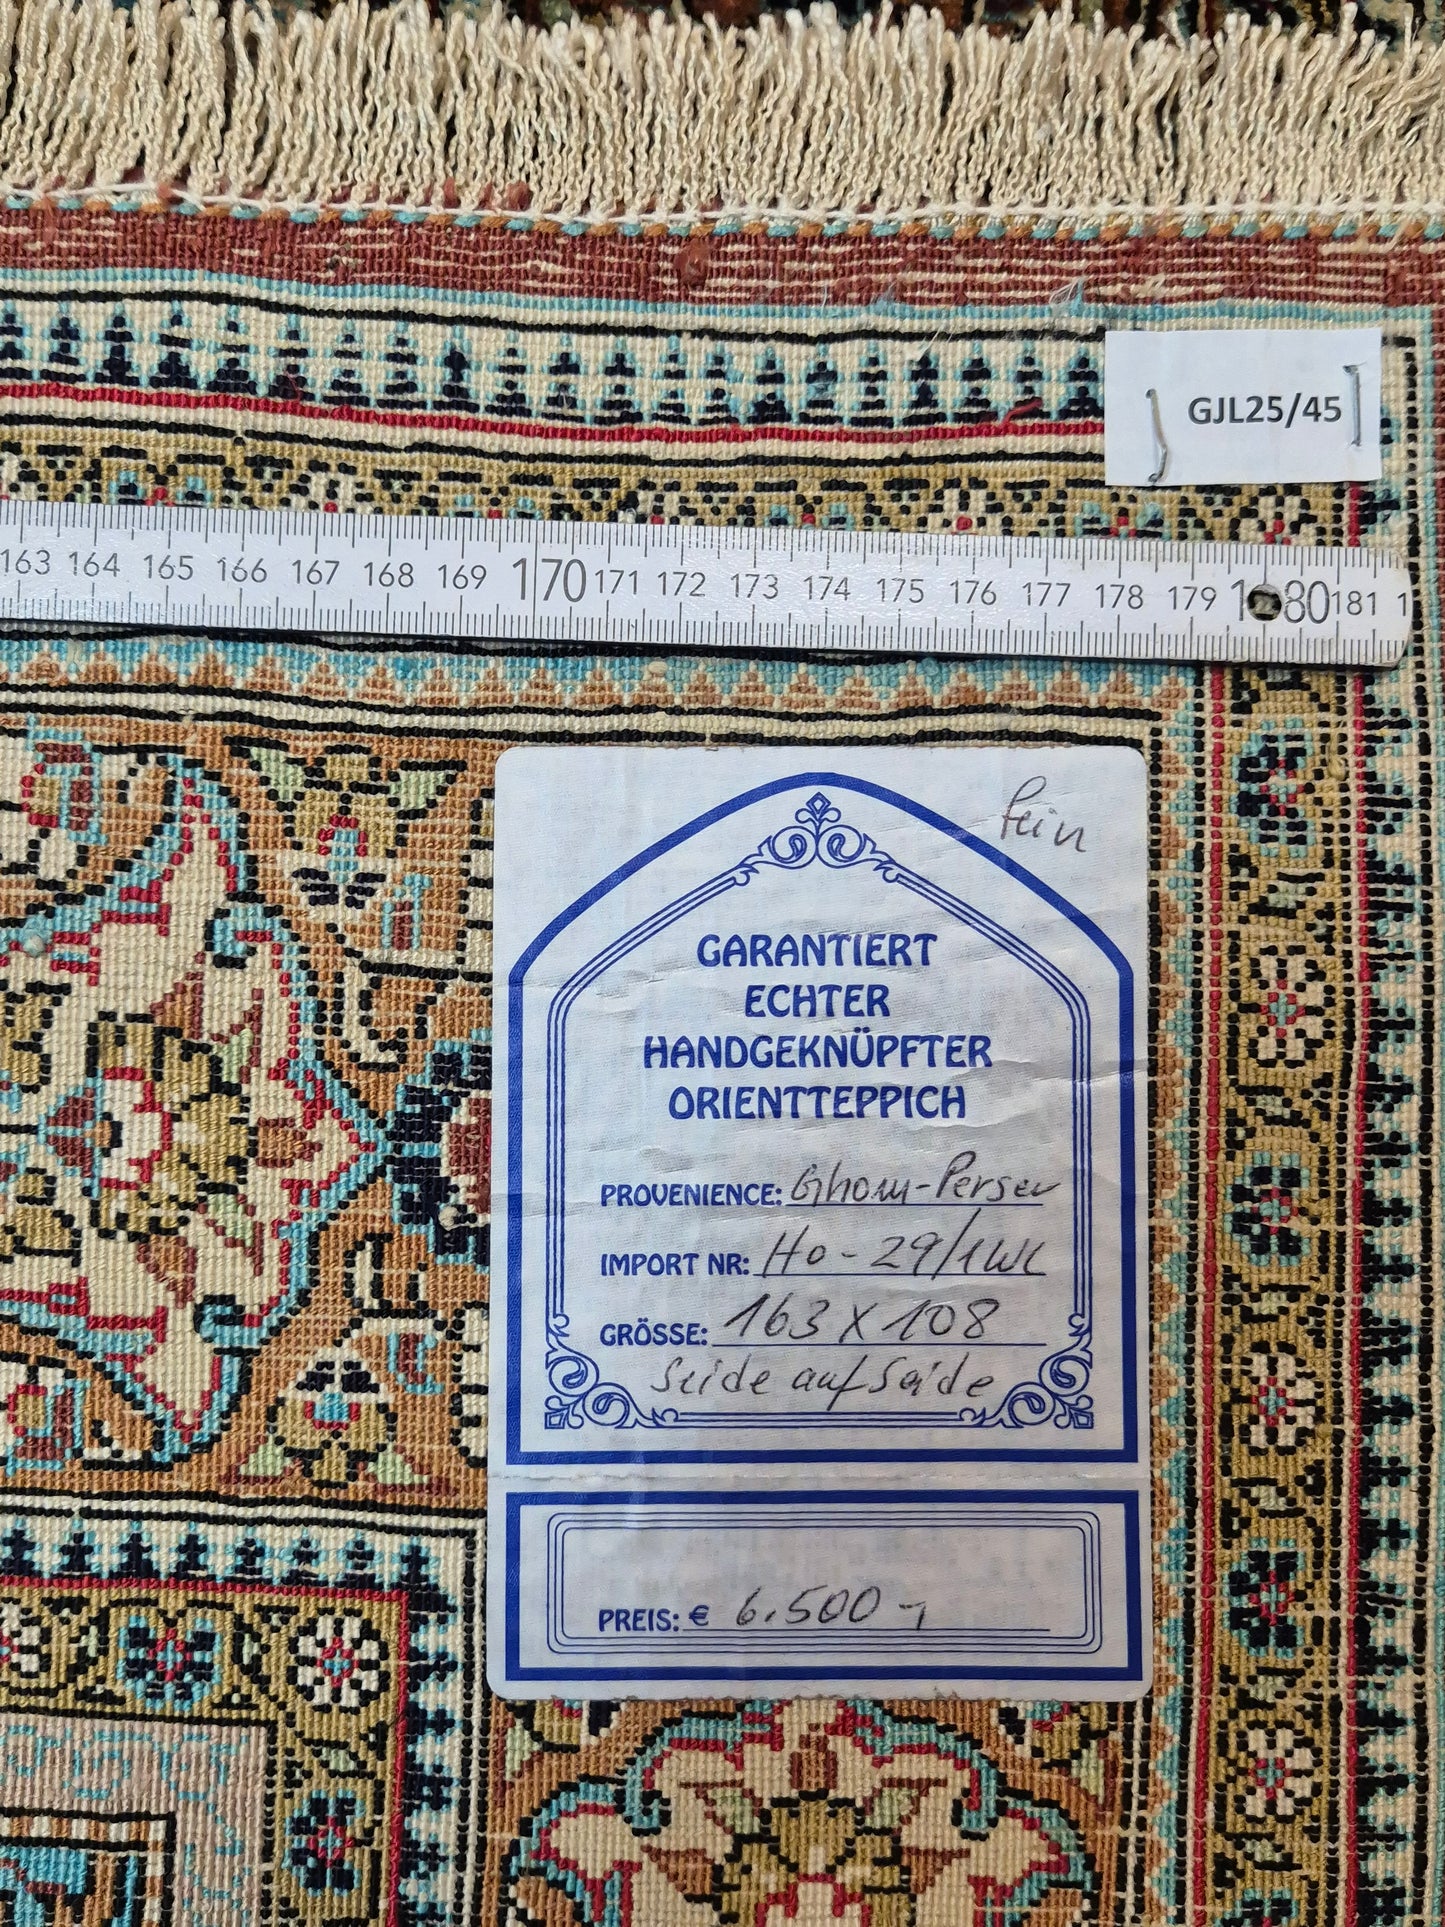 GJL25/45
163 164 165 166 167 168 169 170 171 172 173 174 175 176 177 178 179 180 181 1
fein
GARANTIERT
ECHTER
HANDGEKNÜPFTER
ORIENTTEPPICH
PROVENIENCE: Ghom-Perser
IMPORT NR: Ho-29/1WL
GRÖSSE: 163 x 108
Seide auf Seide
PREIS: € 6.500-,